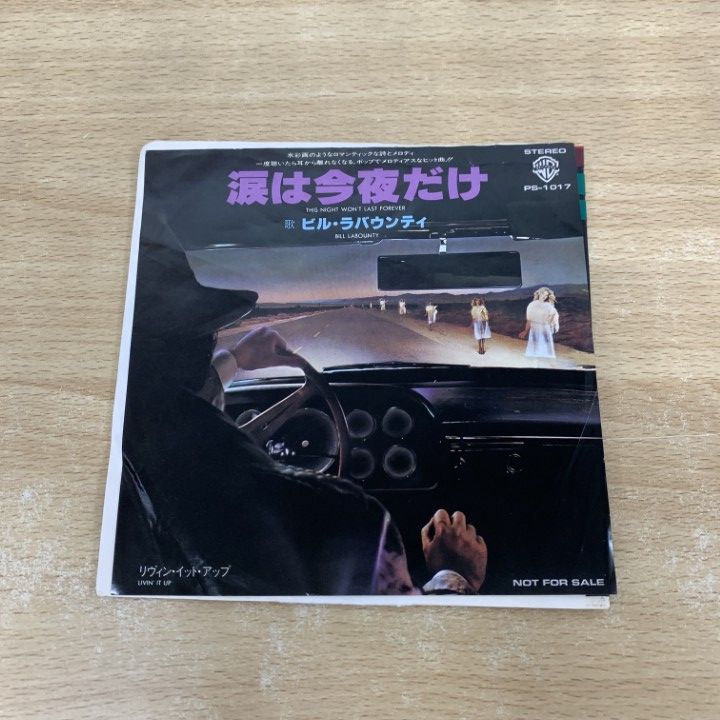 水彩画のようなロマンティックな詩とメロディ
一度聴いたら耳から離れなくなる、ポップでメロディアスなヒット曲!!
STEREO
PS-1017
涙は今夜だけ
THIS NIGHT WON'T LAST FOREVER
歌 ビル・ラバウンティ
BILL LABOUNTY
リヴィン・イット・アップ
LIVIN' IT UP
NOT FOR SALE